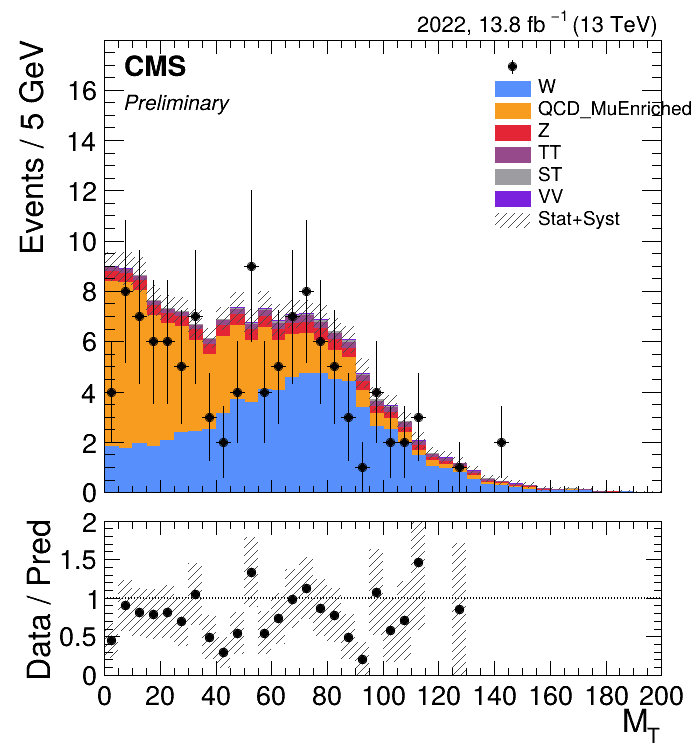 2022, 13.8 fb⁻¹ (13 TeV)
CMS
Preliminary
W
QCD_MuEnriched
Z
TT
ST
VV
Stat+Syst
Events / 5 GeV
16
14
12
10
8
6
4
2
0
Data / Pred
2
1.5
1
0.5
0
0 20 40 60 80 100 120 140 160 180 200
M_T